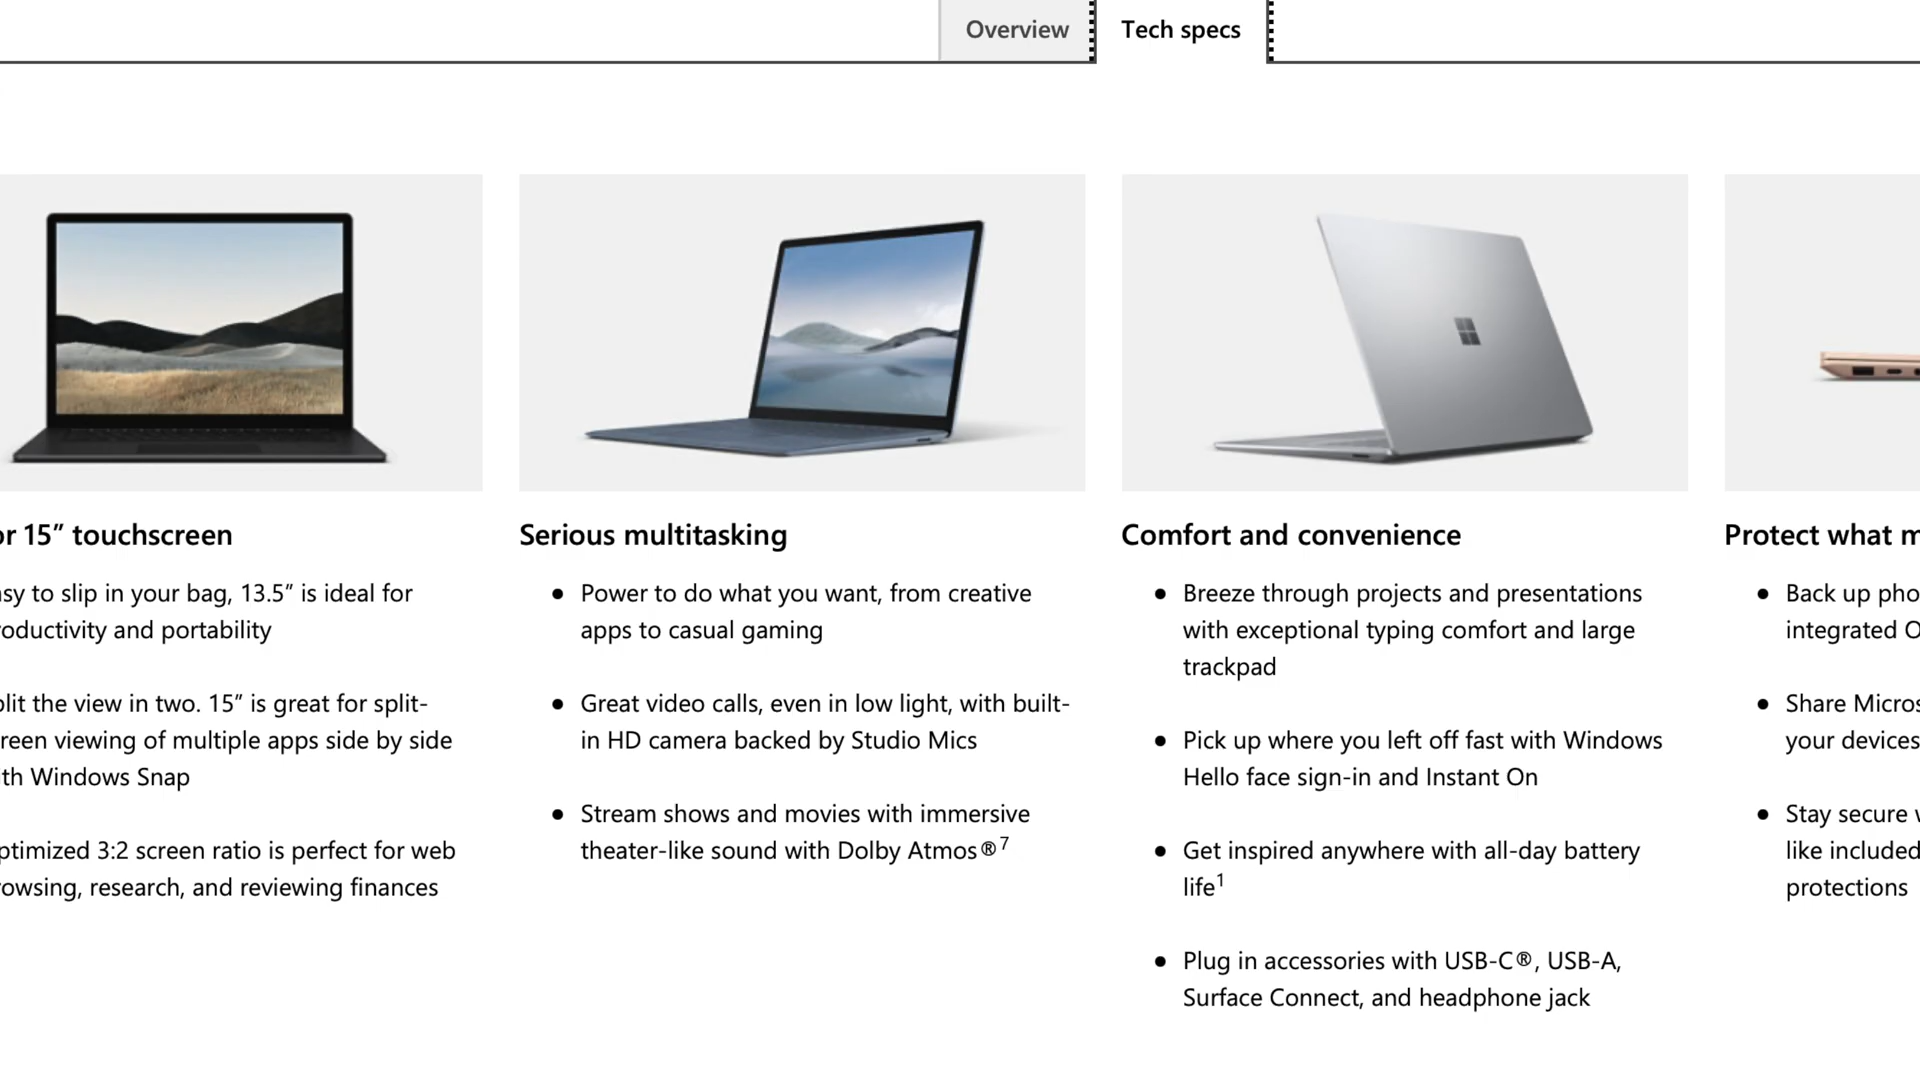 Overview
Tech specs
or 15” touchscreen
to slip in your bag, 13.5” is ideal for
and portability
the view in two. 15” is great for split-
viewing of multiple apps side by side
Windows Snap
3:2 screen ratio is perfect for web
research, and reviewing finances
Serious multitasking
● Power to do what you want, from creative
apps to casual gaming
● Great video calls, even in low light, with built-
in HD camera backed by Studio Mics
● Stream shows and movies with immersive
theater-like sound with Dolby Atmos®7
Comfort and convenience
● Breeze through projects and presentations
with exceptional typing comfort and large
trackpad
● Pick up where you left off fast with Windows
Hello face sign-in and Instant On
● Get inspired anywhere with all-day battery
life1
● Plug in accessories with USB-C®, USB-A,
Surface Connect, and headphone jack
Protect what m
● Back up pho
integrated O
● Share Micros
your devices
● Stay secure w
like included
protections